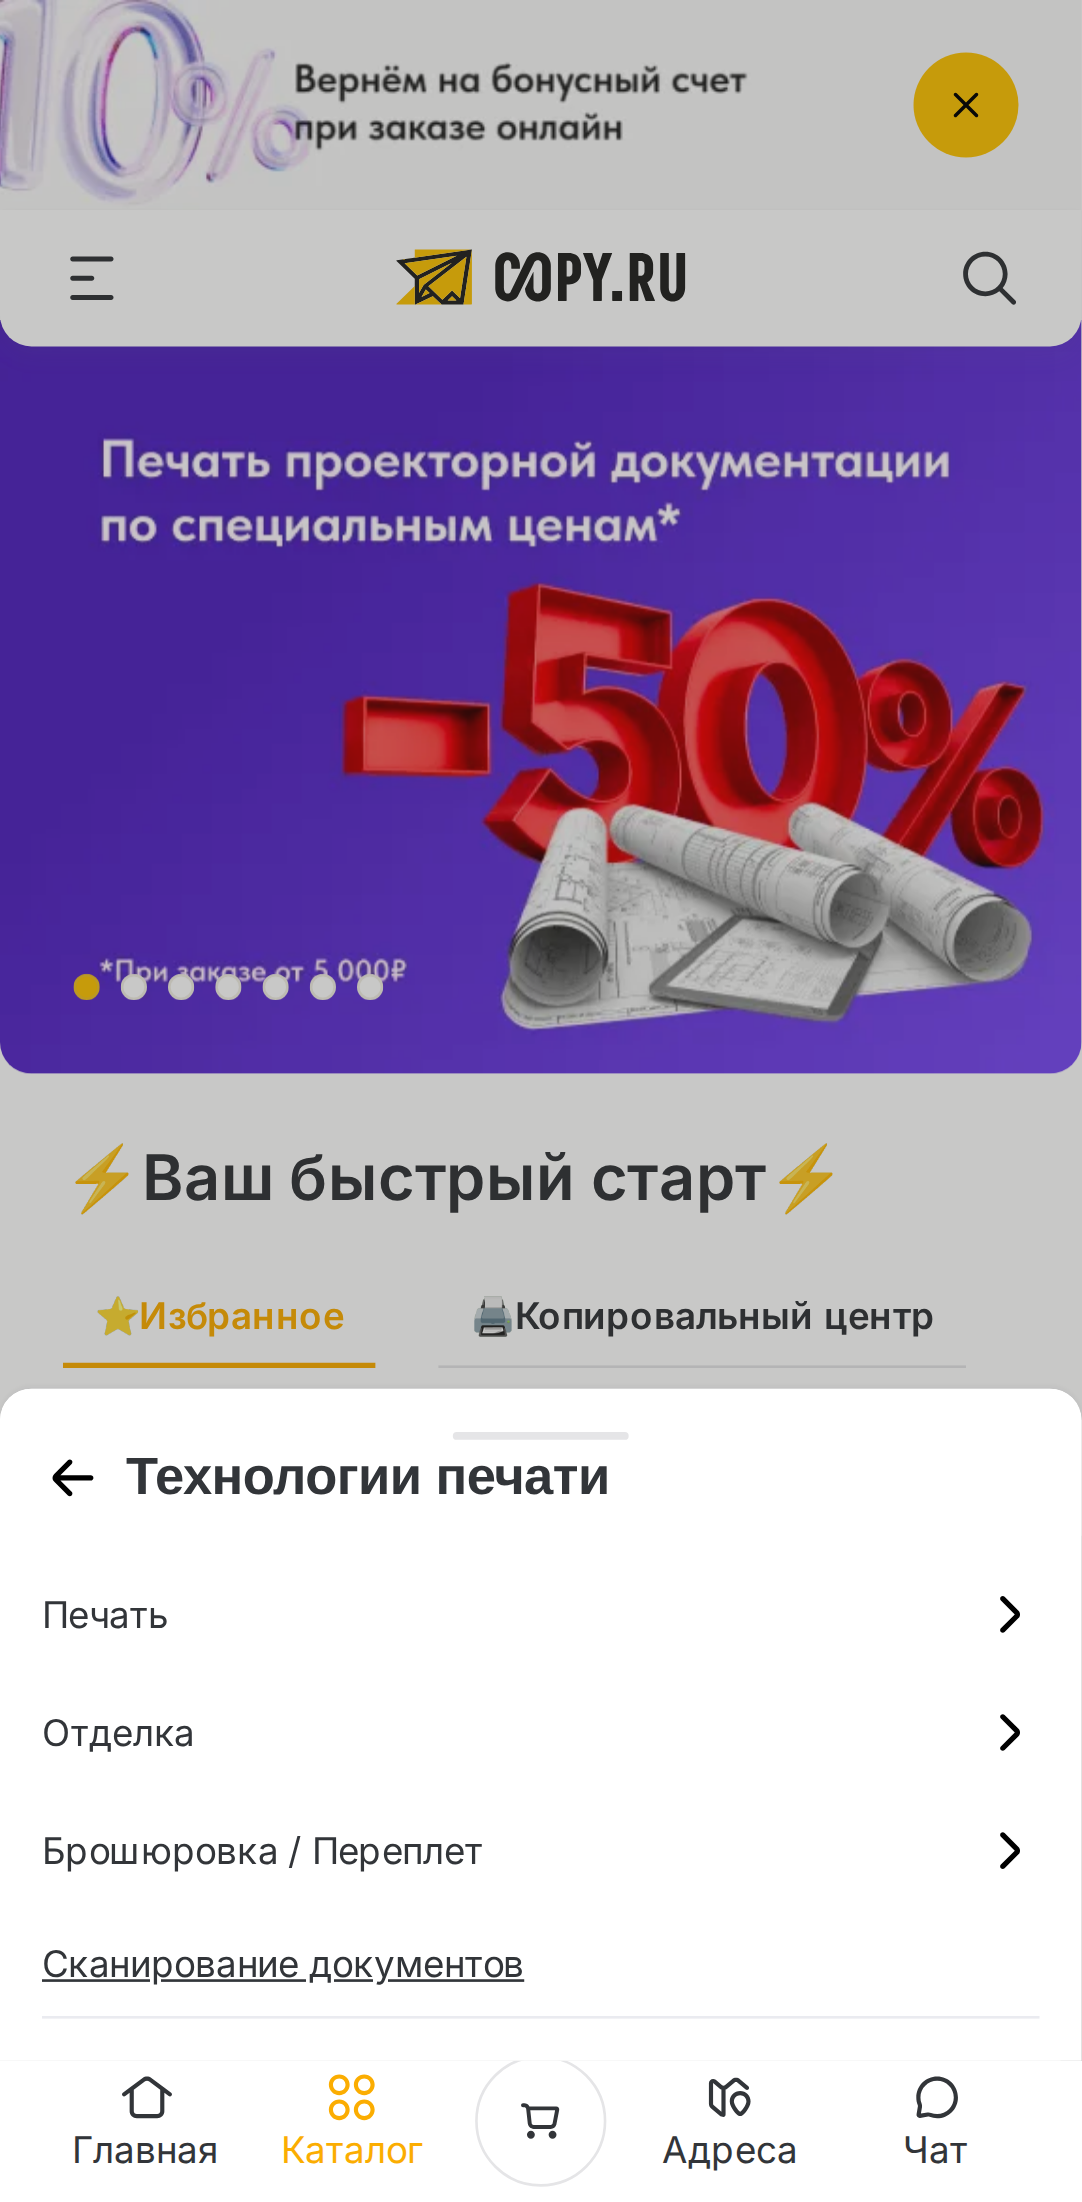 10%
Вернём на бонусный счет
при заказе онлайн
COPY.RU
Печать проекторной документации
по специальным ценам*
-50%
*При заказе от 5 000₽
⚡Ваш быстрый старт⚡
⭐Избранное
🖨️Копировальный центр
Технологии печати
Печать
Отделка
Брошюровка / Переплет
Сканирование документов
Главная
Каталог
Адреса
Чат